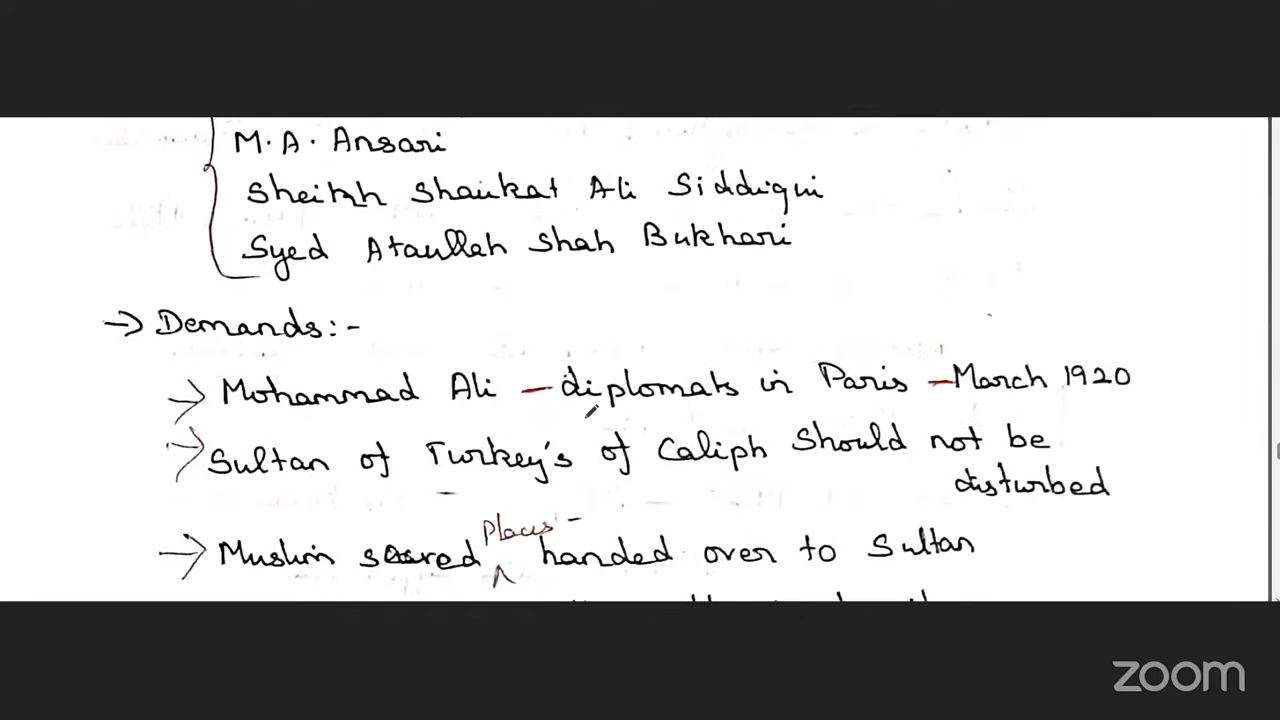 M. A. Ansari
Sheikh Shaukat Ali Siddiqui
Syed Ataullah Shah Bukhari
→ Demands:-
→ Mohammad Ali - diplomats in Paris - March 1920
→ Sultan of Turkey's of Caliph should not be
disturbed
→ Muslim sacred places - handed over to Sultan
zoom